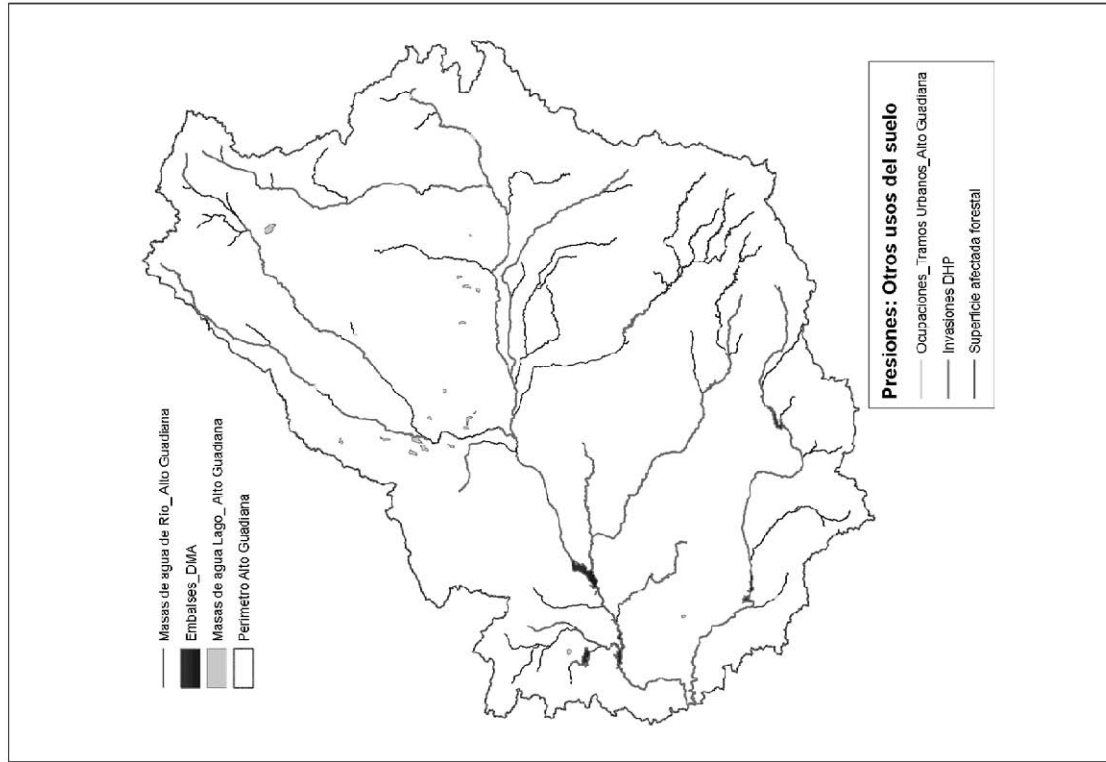 Masas de agua de Río_Alto Guadiana
Embalses_DMA
Masas de agua Lago_Alto Guadiana
Perímetro Alto Guadiana
Presiones: Otros usos del suelo
Ocupaciones_Tramos Urbanos_Alto Guadiana
Invasiones DHP
Superficie afectada forestal